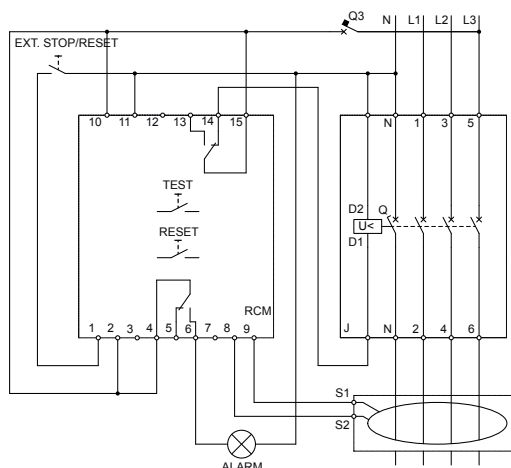 Q3 N L1 L2 L3
EXT. STOP/RESET
10 11 12 13 14 15
N 1 3 5
TEST
D2 Q
U<
D1
RESET
RCM
1 2 3 4 5 6 7 8 9
J N 2 4 6
S1
S2
ALARM